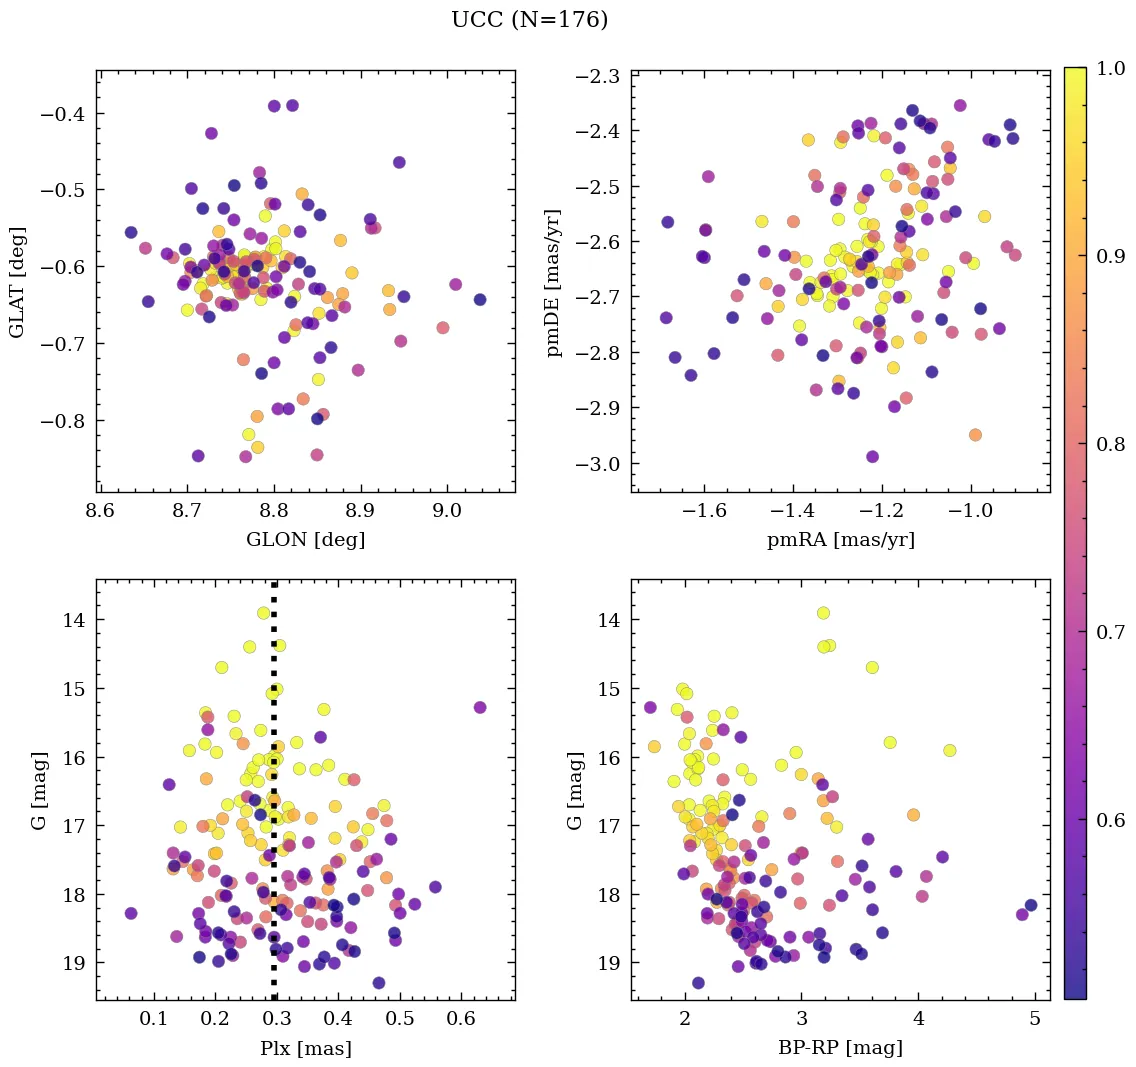 UCC (N=176)
−0.4
−0.5
−0.6
−0.7
−0.8
GLAT [deg]
8.6 8.7 8.8 8.9 9.0
GLON [deg]
−2.3
−2.4
−2.5
−2.6
−2.7
−2.8
−2.9
−3.0
pmDE [mas/yr]
−1.6 −1.4 −1.2 −1.0
pmRA [mas/yr]
1.0
0.9
0.8
0.7
0.6
14
15
16
17
18
19
G [mag]
0.1 0.2 0.3 0.4 0.5 0.6
Plx [mas]
14
15
16
17
18
19
G [mag]
2 3 4 5
BP-RP [mag]